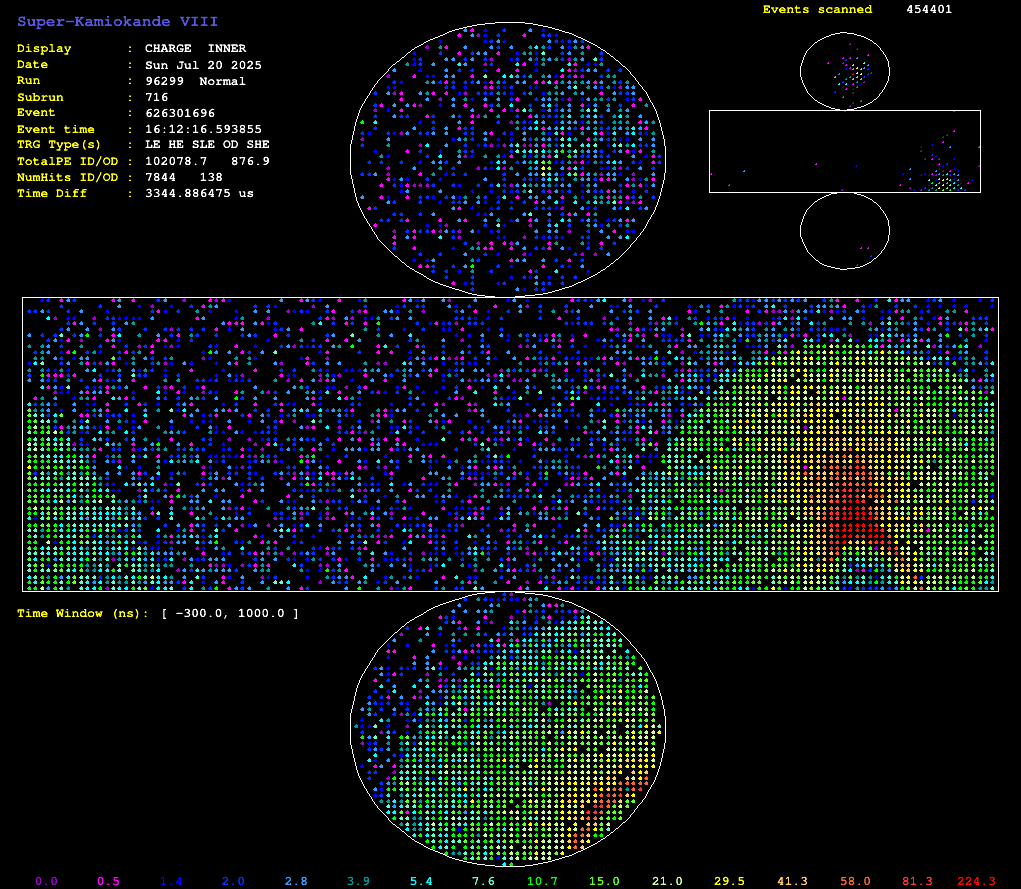 Super-Kamiokande VIII
Events scanned 454401
Display : CHARGE INNER
Date : Sun Jul 20 2025
Run : 96299 Normal
Subrun : 716
Event : 626301696
Event time : 16:12:16.593855
TRG Type(s) : LE HE SLE OD SHE
TotalPE ID/OD : 102078.7 876.9
NumHits ID/OD : 7844 138
Time Diff : 3344.886475 us
Time Window (ns): [ -300.0, 1000.0 ]
0.0 0.5 1.4 2.0 2.8 3.9 5.4 7.6 10.7 15.0 21.0 29.5 41.3 58.0 81.3 224.3